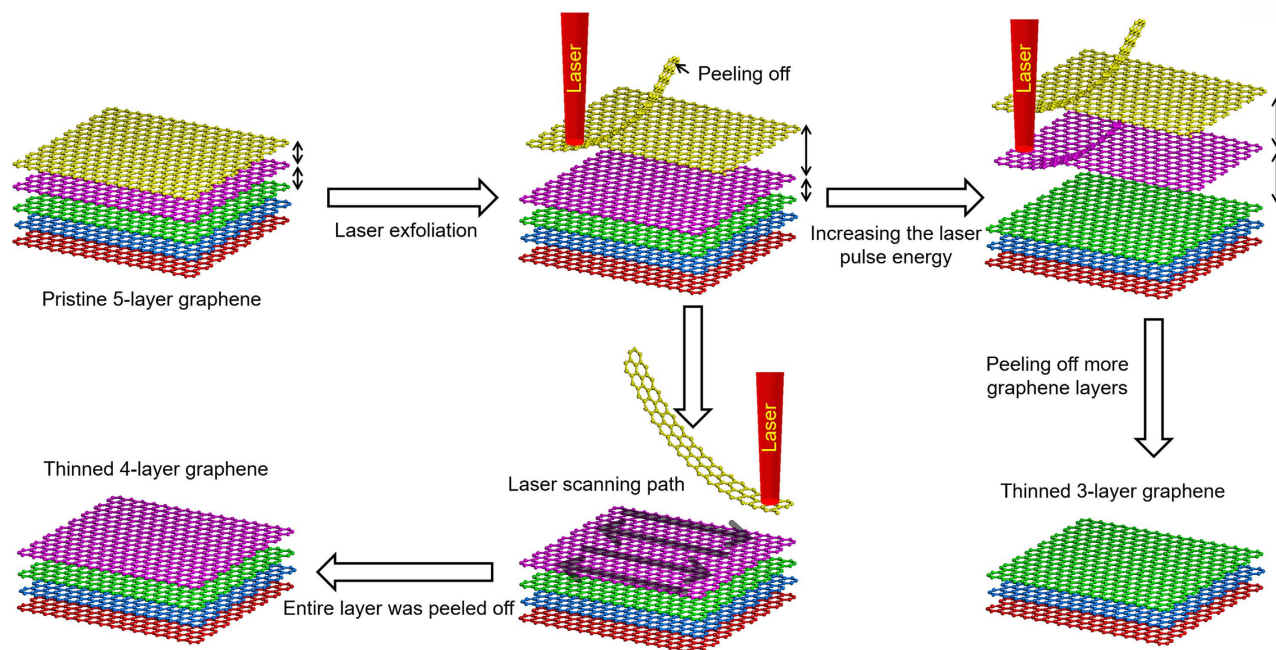 Laser
Peeling off
Laser
Laser exfoliation
Increasing the laser
pulse energy
Pristine 5-layer graphene
Peeling off more
graphene layers
Laser
Thinned 4-layer graphene
Laser scanning path
Thinned 3-layer graphene
Entire layer was peeled off